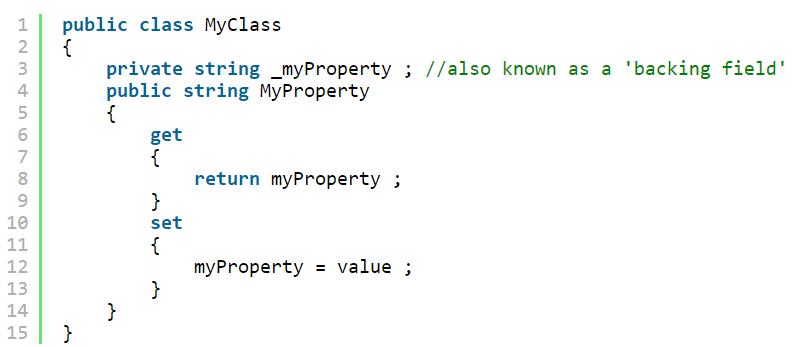 1 public class MyClass
2 {
3     private string _myProperty ; //also known as a 'backing field'
4     public string MyProperty
5     {
6         get
7         {
8             return myProperty ;
9         }
10         set
11         {
12             myProperty = value ;
13         }
14     }
15 }